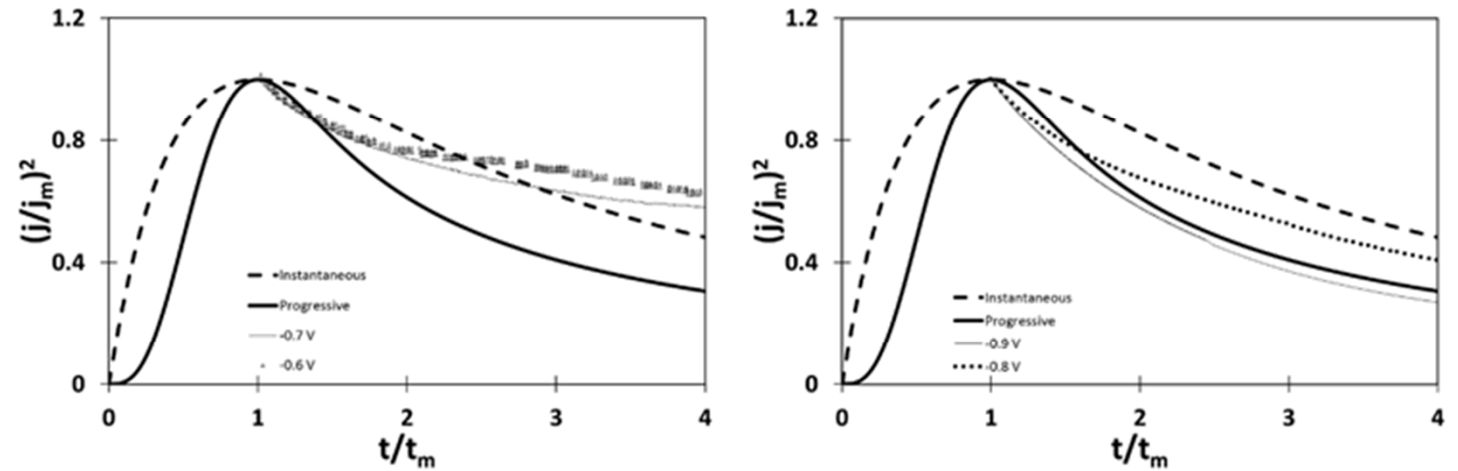 1.2
0.8
0.4
0
(j/jm)2
0 1 2 3 4
t/tm
Instantaneous
Progressive
-0.7 V
-0.6 V
1.2
0.8
0.4
0
(j/jm)2
0 1 2 3 4
t/tm
Instantaneous
Progressive
-0.9 V
-0.8 V